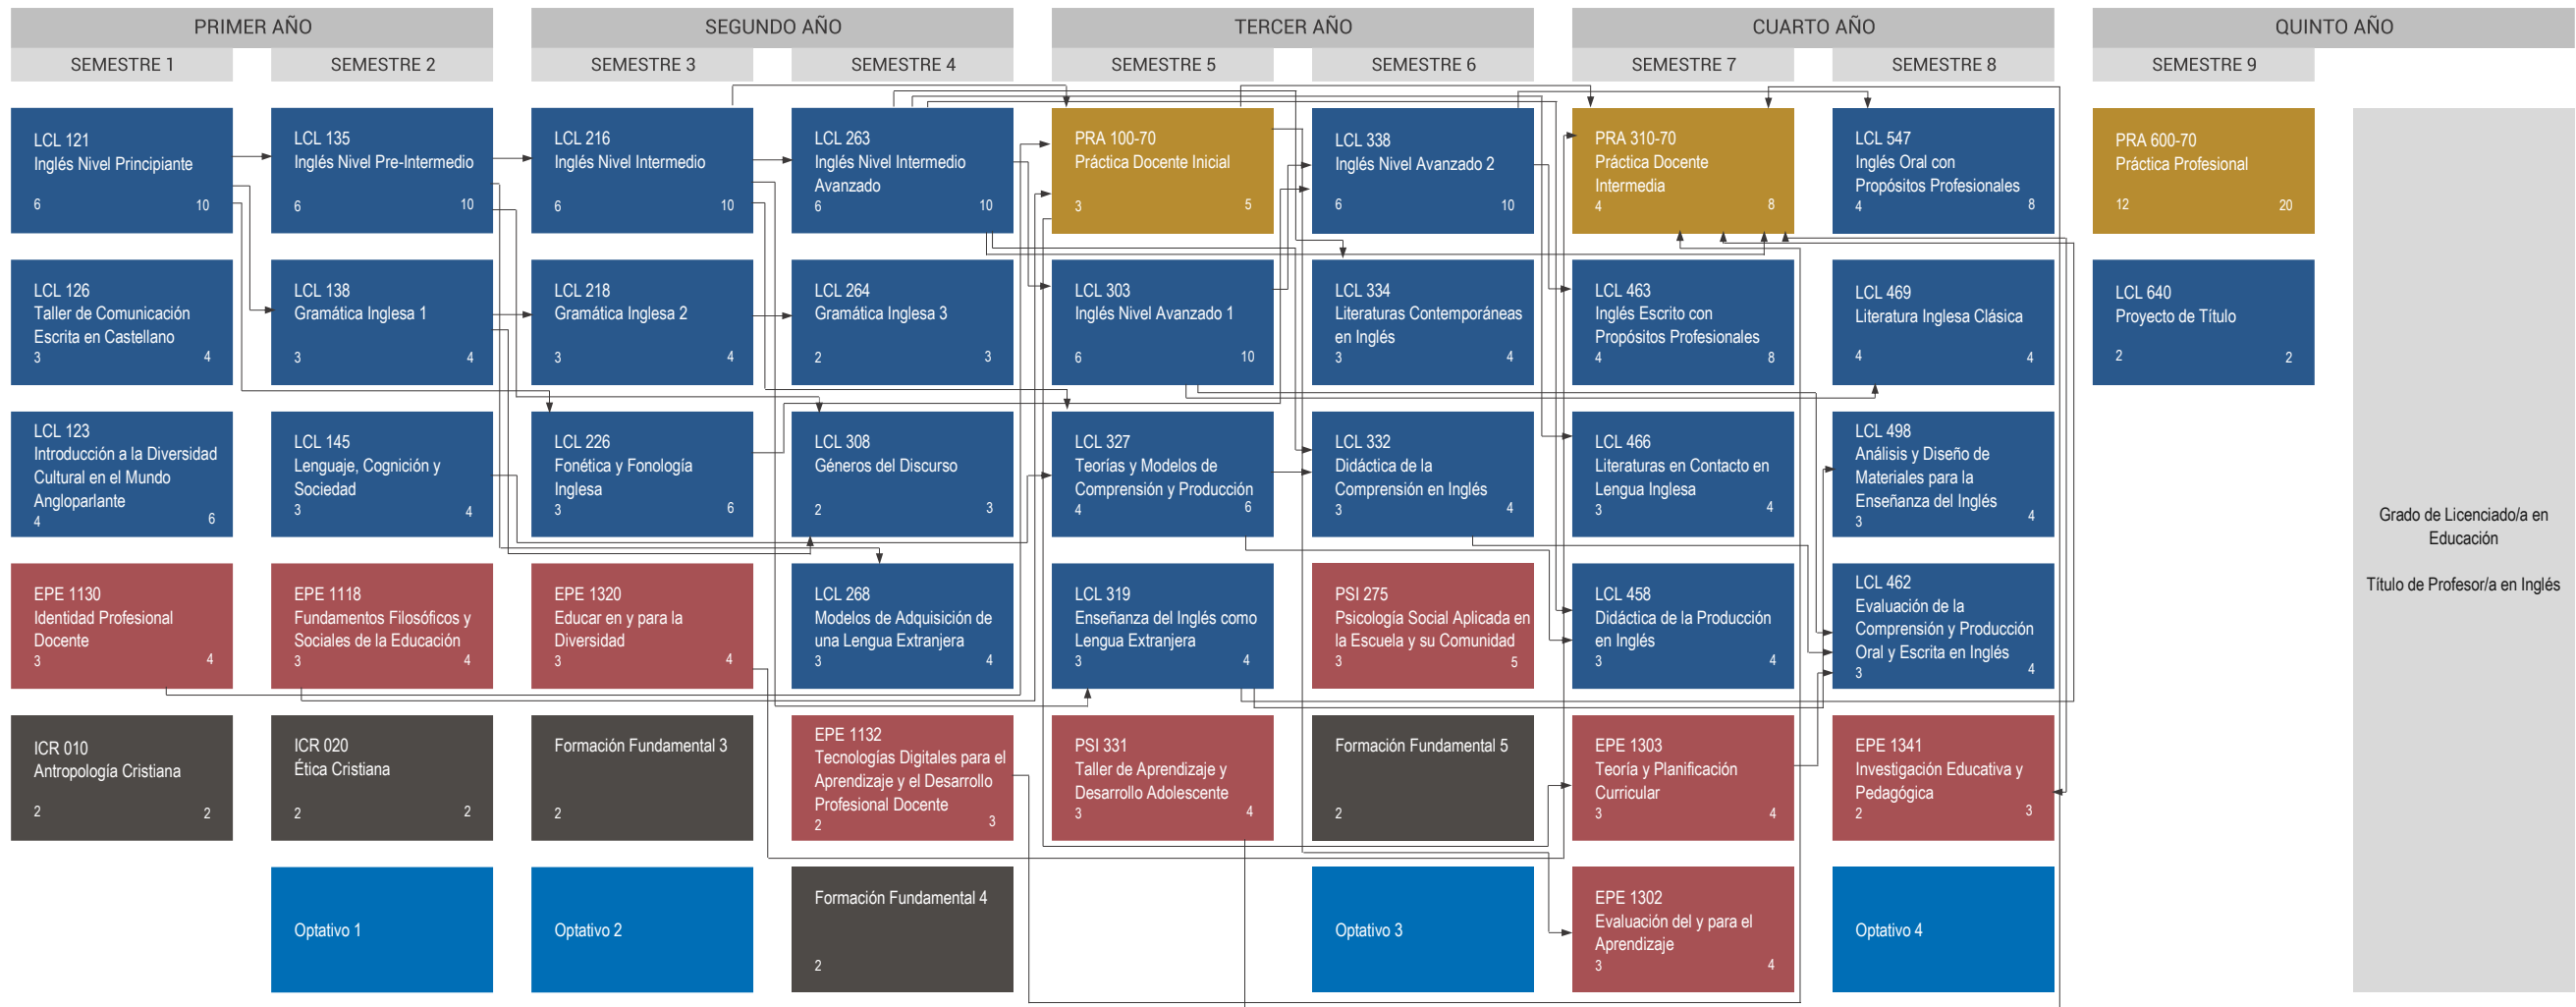 PRIMER AÑO
SEGUNDO AÑO
TERCER AÑO
CUARTO AÑO
QUINTO AÑO
SEMESTRE 1
SEMESTRE 2
SEMESTRE 3
SEMESTRE 4
SEMESTRE 5
SEMESTRE 6
SEMESTRE 7
SEMESTRE 8
SEMESTRE 9
LCL 121
Inglés Nivel Principiante
6 10
LCL 135
Inglés Nivel Pre-Intermedio
6 10
LCL 216
Inglés Nivel Intermedio
6 10
LCL 263
Inglés Nivel Intermedio
Avanzado
6 10
PRA 100-70
Práctica Docente Inicial
3 5
LCL 338
Inglés Nivel Avanzado 2
6 10
PRA 310-70
Práctica Docente
Intermedia
4 8
LCL 547
Inglés Oral con
Propósitos Profesionales
4 8
PRA 600-70
Práctica Profesional
12 20
LCL 126
Taller de Comunicación
Escrita en Castellano
3 4
LCL 138
Gramática Inglesa 1
3 4
LCL 218
Gramática Inglesa 2
3 4
LCL 264
Gramática Inglesa 3
2 3
LCL 303
Inglés Nivel Avanzado 1
6 10
LCL 334
Literaturas Contemporáneas
en Inglés
3 4
LCL 463
Inglés Escrito con
Propósitos Profesionales
4 8
LCL 469
Literatura Inglesa Clásica
4 4
LCL 640
Proyecto de Título
2 2
LCL 123
Introducción a la Diversidad
Cultural en el Mundo
Angloparlante
4 6
LCL 145
Lenguaje, Cognición y
Sociedad
3 4
LCL 226
Fonética y Fonología
Inglesa
3 6
LCL 308
Géneros del Discurso
2 3
LCL 327
Teorías y Modelos de
Comprensión y Producción
4 6
LCL 332
Didáctica de la
Comprensión en Inglés
3 4
LCL 466
Literaturas en Contacto en
Lengua Inglesa
3 4
LCL 498
Análisis y Diseño de
Materiales para la
Enseñanza del Inglés
3 4
EPE 1130
Identidad Profesional
Docente
3 4
EPE 1118
Fundamentos Filosóficos y
Sociales de la Educación
3 4
EPE 1320
Educar en y para la
Diversidad
3 4
LCL 268
Modelos de Adquisición de
una Lengua Extranjera
3 4
LCL 319
Enseñanza del Inglés como
Lengua Extranjera
3 4
PSI 275
Psicología Social Aplicada en
la Escuela y su Comunidad
3 5
LCL 458
Didáctica de la Producción
en Inglés
3 4
LCL 462
Evaluación de la
Comprensión y Producción
Oral y Escrita en Inglés
3 4
ICR 010
Antropología Cristiana
2 2
ICR 020
Ética Cristiana
2 2
Formación Fundamental 3
2
EPE 1132
Tecnologías Digitales para el
Aprendizaje y el Desarrollo
Profesional Docente
2 3
PSI 331
Taller de Aprendizaje y
Desarrollo Adolescente
3 4
Formación Fundamental 5
2
EPE 1303
Teoría y Planificación
Curricular
3 4
EPE 1341
Investigación Educativa y
Pedagógica
2 3
Optativo 1
Optativo 2
Formación Fundamental 4
2
Optativo 3
EPE 1302
Evaluación del y para el
Aprendizaje
3 4
Optativo 4
Grado de Licenciado/a en
Educación
Título de Profesor/a en Inglés